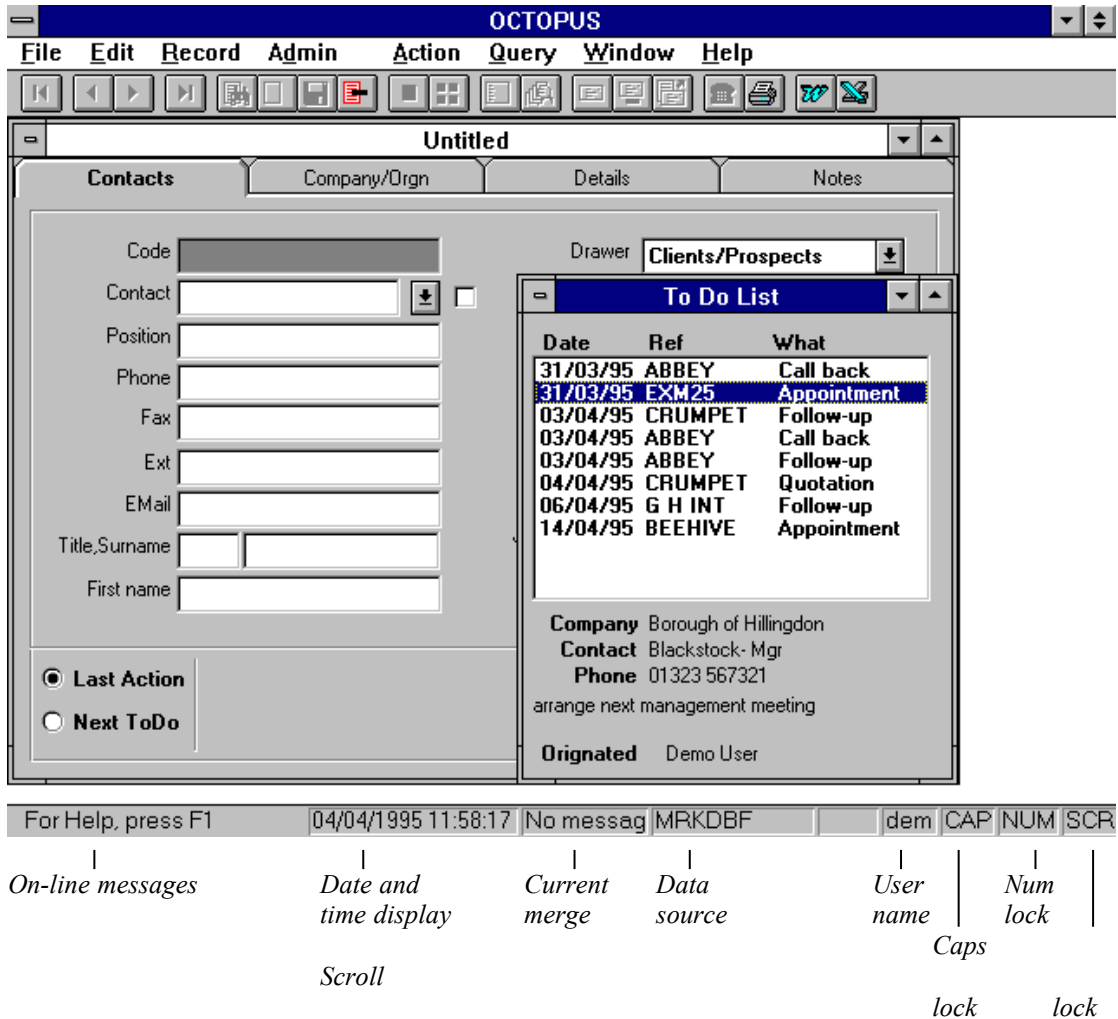 OCTOPUS
File Edit Record Admin Action Query Window Help
Untitled
Contacts Company/Orgn Details Notes
Code
Drawer Clients/Prospects
Contact
Position
Phone
Fax
Ext
EMail
Title,Surname
First name
Last Action
Next ToDo
To Do List
Date Ref What
31/03/95 ABBEY Call back
31/03/95 EXM25 Appointment
03/04/95 CRUMPET Follow-up
03/04/95 ABBEY Call back
03/04/95 ABBEY Follow-up
04/04/95 CRUMPET Quotation
06/04/95 G H INT Follow-up
14/04/95 BEEHIVE Appointment
Company Borough of Hillingdon
Contact Blackstock- Mgr
Phone 01323 567321
arrange next management meeting
Orignated Demo User
For Help, press F1 04/04/1995 11:58:17 No messag MRKDBF dem CAP NUM SCR
On-line messages Date and Current Data User Num
time display merge source name lock
Caps
Scroll
lock lock